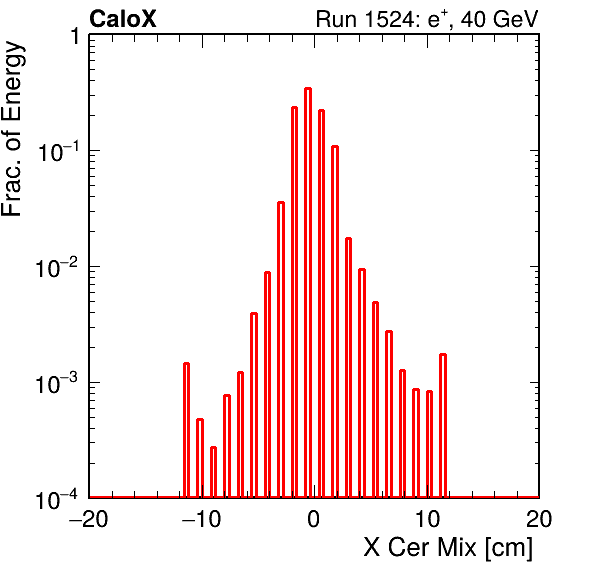 CaloX Run 1524: e⁺, 40 GeV
Frac. of Energy
1
10⁻¹
10⁻²
10⁻³
10⁻⁴
−20 −10 0 10 20
X Cer Mix [cm]